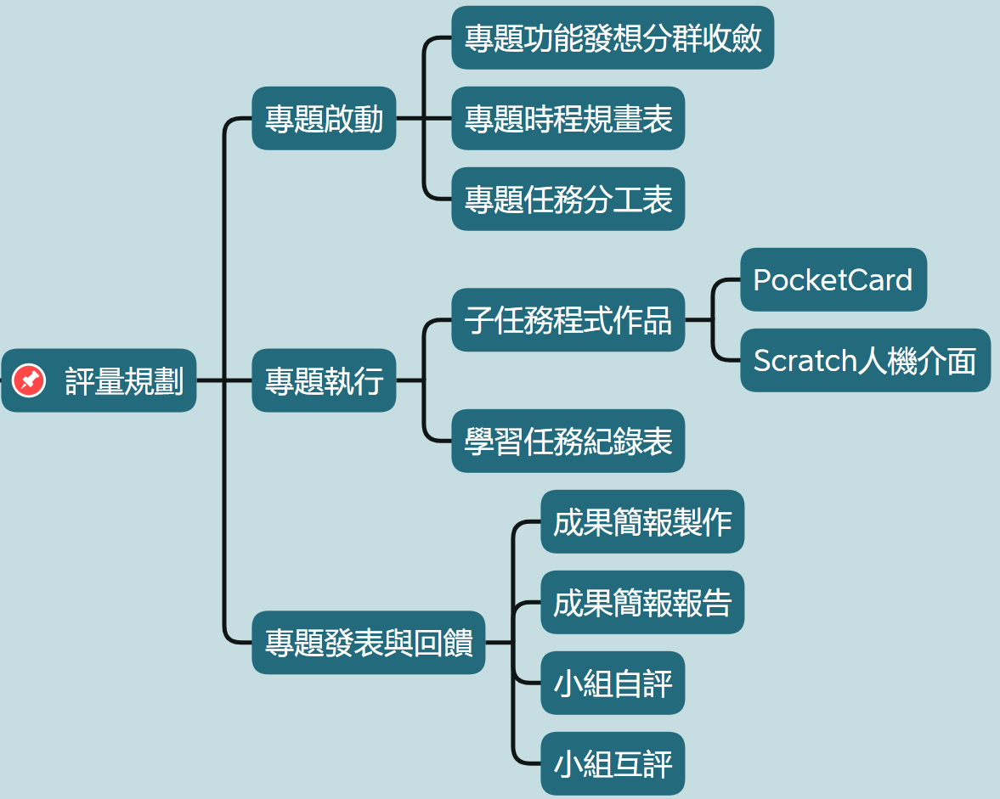 評量規劃
專題啟動
專題功能發想分群收斂
專題時程規畫表
專題任務分工表
專題執行
子任務程式作品
PocketCard
Scratch人機介面
學習任務紀錄表
專題發表與回饋
成果簡報製作
成果簡報報告
小組自評
小組互評